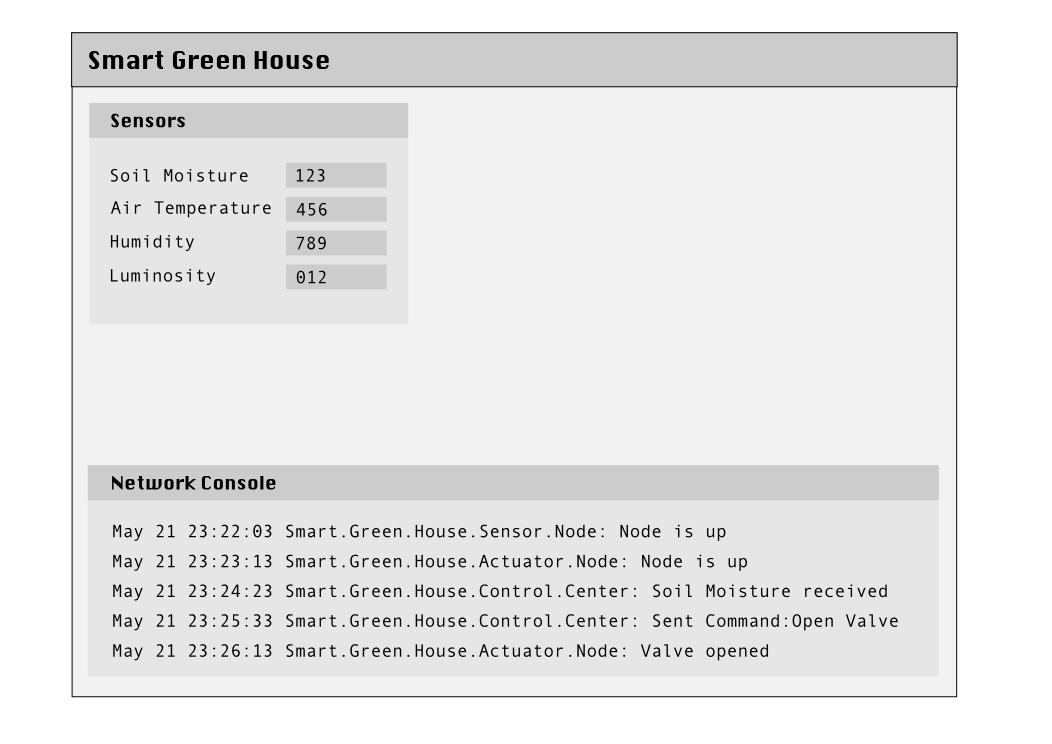 Smart Green House
Sensors
Soil Moisture 123
Air Temperature 456
Humidity 789
Luminosity 012
Network Console
May 21 23:22:03 Smart.Green.House.Sensor.Node: Node is up
May 21 23:23:13 Smart.Green.House.Actuator.Node: Node is up
May 21 23:24:23 Smart.Green.House.Control.Center: Soil Moisture received
May 21 23:25:33 Smart.Green.House.Control.Center: Sent Command:Open Valve
May 21 23:26:13 Smart.Green.House.Actuator.Node: Valve opened